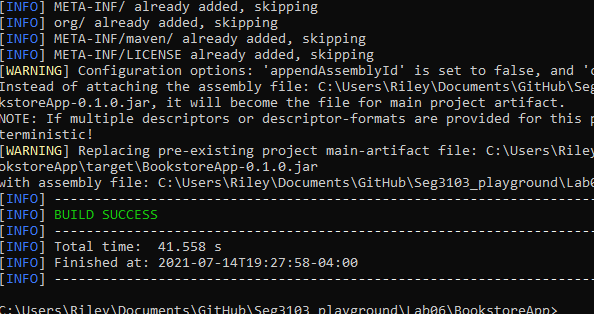 [INFO] META-INF/ already added, skipping
[INFO] org/ already added, skipping
[INFO] META-INF/maven/ already added, skipping
[INFO] META-INF/LICENSE already added, skipping
[WARNING] Configuration options: 'appendAssemblyId' is set to false, and 'c
Instead of attaching the assembly file: C:\Users\Riley\Documents\GitHub\Seg
kstoreApp-0.1.0.jar, it will become the file for main project artifact.
NOTE: If multiple descriptors or descriptor-formats are provided for this p
terministic!
[WARNING] Replacing pre-existing project main-artifact file: C:\Users\Riley
okstoreApp\target\BookstoreApp-0.1.0.jar
with assembly file: C:\Users\Riley\Documents\GitHub\Seg3103_playground\Lab0
[INFO] ------------------------------------------------------------------------
[INFO] BUILD SUCCESS
[INFO] ------------------------------------------------------------------------
[INFO] Total time:  41.558 s
[INFO] Finished at: 2021-07-14T19:27:58-04:00
[INFO] ------------------------------------------------------------------------
C:\Users\Riley\Documents\GitHub\Seg3103_playground\Lab06\BookstoreApp>